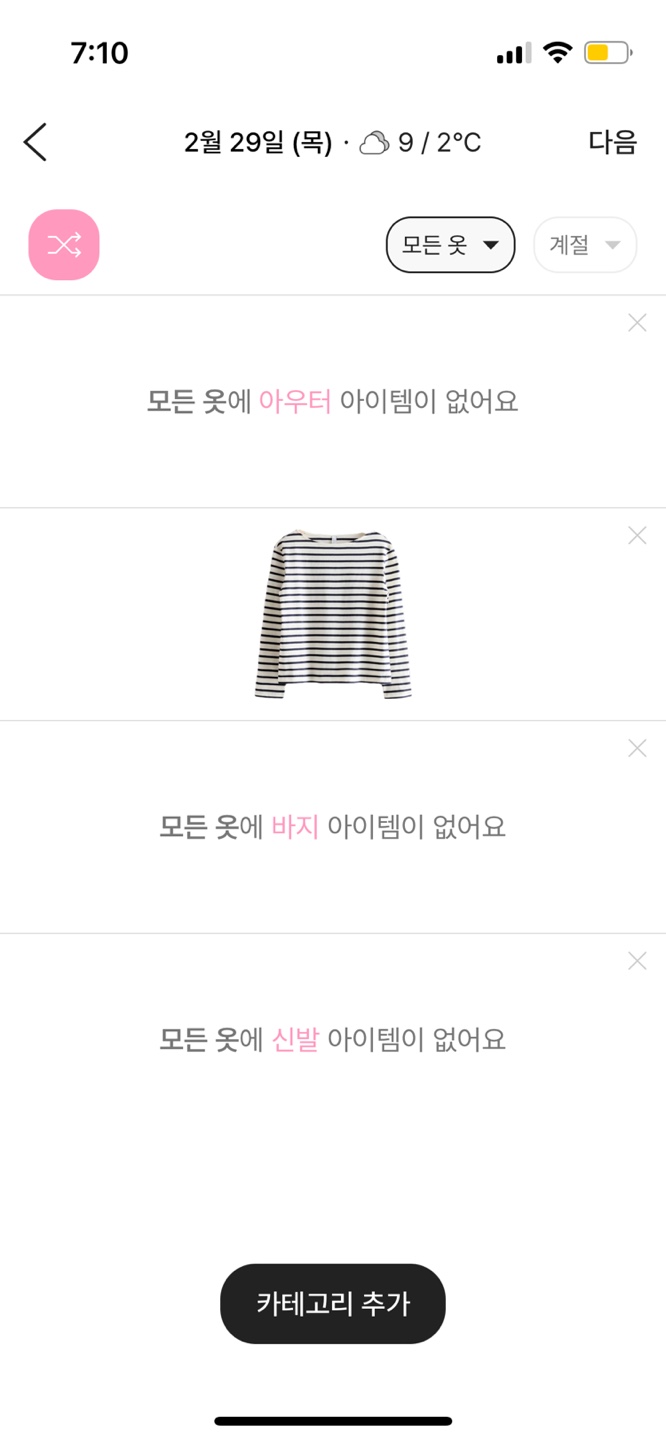 7:10
2월 29일 (목) · 9 / 2°C
다음
모든 옷
계절
모든 옷에 아우터 아이템이 없어요
모든 옷에 바지 아이템이 없어요
모든 옷에 신발 아이템이 없어요
카테고리 추가